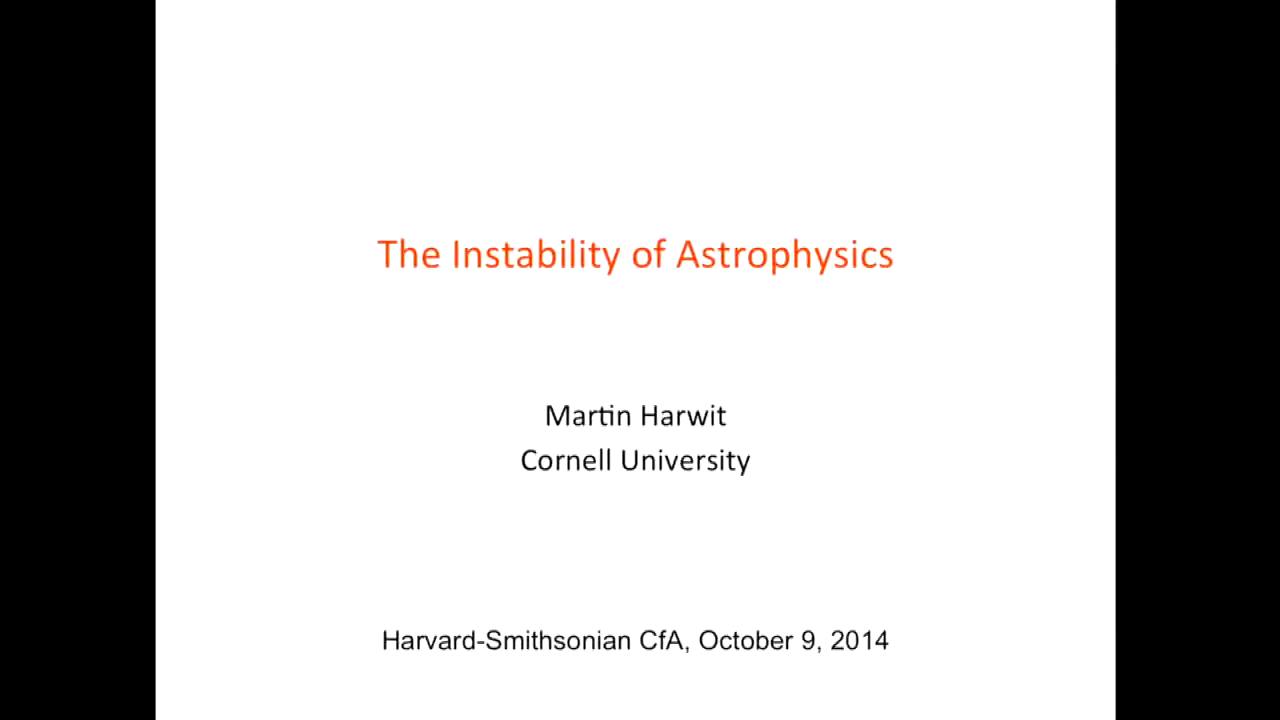 The Instability of Astrophysics
Martin Harwit
Cornell University
Harvard-Smithsonian CfA, October 9, 2014